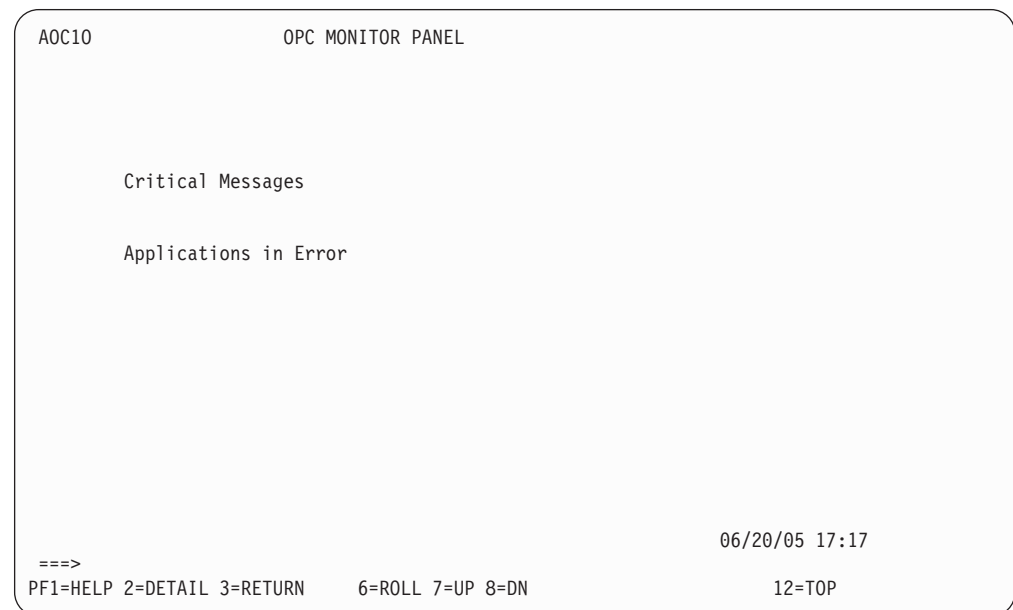 AOC1O OPC MONITOR PANEL
Critical Messages
Applications in Error
06/20/05 17:17
===>
PF1=HELP 2=DETAIL 3=RETURN 6=ROLL 7=UP 8=DN 12=TOP